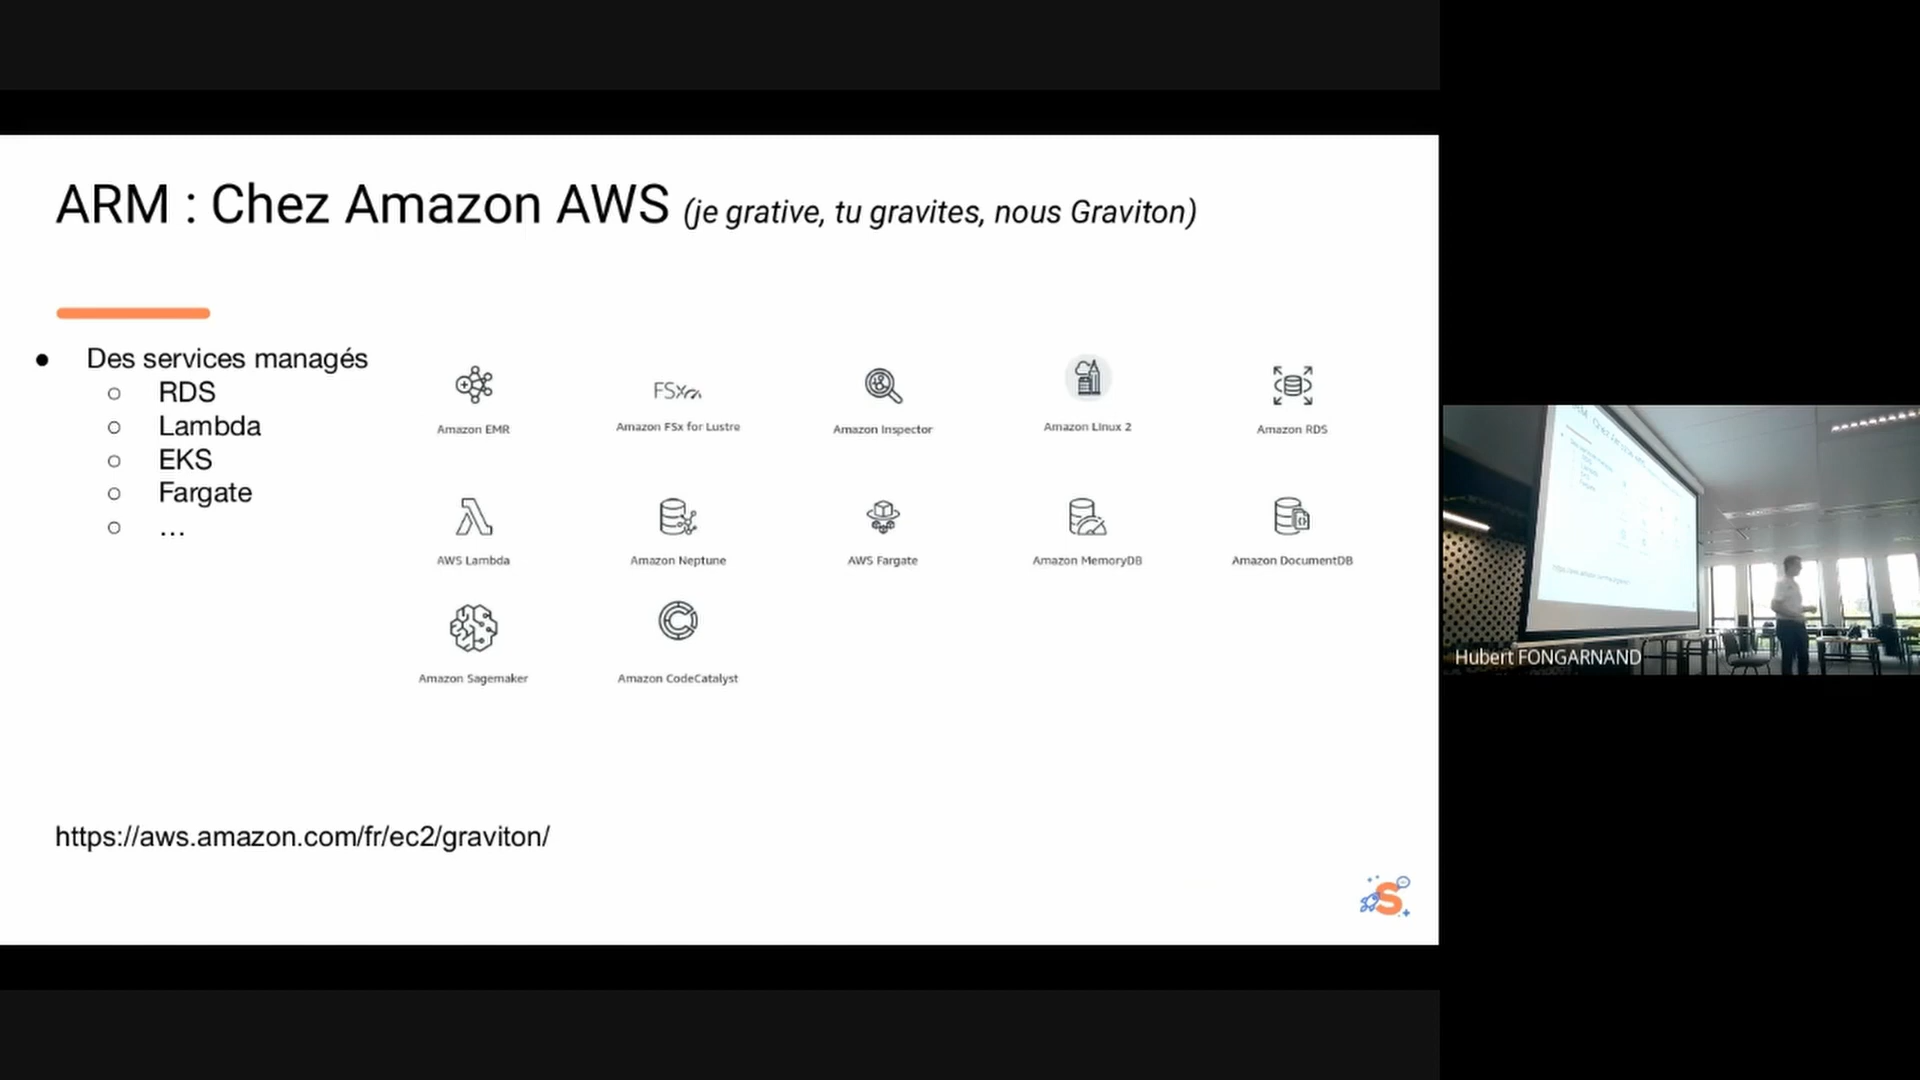 ARM : Chez Amazon AWS (je grative, tu gravites, nous Graviton)
● Des services managés
○ RDS
○ Lambda
○ EKS
○ Fargate
○ ...
Amazon EMR
FSx
Amazon FSx for Lustre
Amazon Inspector
Amazon Linux 2
Amazon RDS
AWS Lambda
Amazon Neptune
AWS Fargate
Amazon MemoryDB
Amazon DocumentDB
Amazon Sagemaker
Amazon CodeCatalyst
https://aws.amazon.com/fr/ec2/graviton/
S
Hubert FONGARNAND